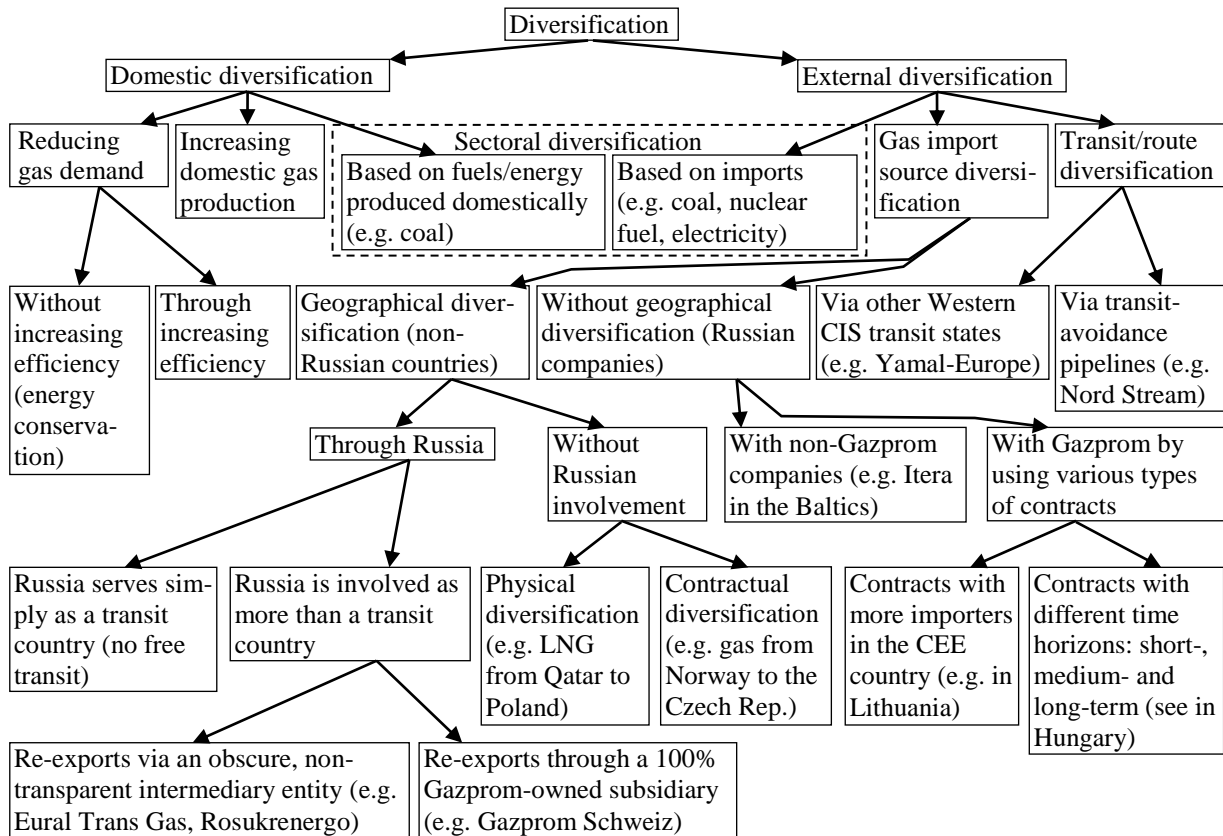 Diversification
Domestic diversification
External diversification
Reducing
gas demand
Increasing
domestic gas
production
Sectoral diversification
Based on fuels/energy
produced domestically
(e.g. coal)
Based on imports
(e.g. coal, nuclear
fuel, electricity)
Gas import
source diversi-
fication
Transit/route
diversification
Without
increasing
efficiency
(energy
conserva-
tion)
Through
increasing
efficiency
Geographical diver-
sification (non-
Russian countries)
Without geographical
diversification (Russian
companies)
Via other Western
CIS transit states
(e.g. Yamal-Europe)
Via transit-
avoidance
pipelines (e.g.
Nord Stream)
Through Russia
Without
Russian
involvement
With non-Gazprom
companies (e.g. Itera
in the Baltics)
With Gazprom by
using various types
of contracts
Russia serves sim-
ply as a transit
country (no free
transit)
Russia is involved as
more than a transit
country
Physical
diversification
(e.g. LNG
from Qatar to
Poland)
Contractual
diversification
(e.g. gas from
Norway to the
Czech Rep.)
Contracts with
more importers
in the CEE
country (e.g. in
Lithuania)
Contracts with
different time
horizons: short-,
medium- and
long-term (see in
Hungary)
Re-exports via an obscure, non-
transparent intermediary entity (e.g.
Eural Trans Gas, Rosukrenergo)
Re-exports through a 100%
Gazprom-owned subsidiary
(e.g. Gazprom Schweiz)